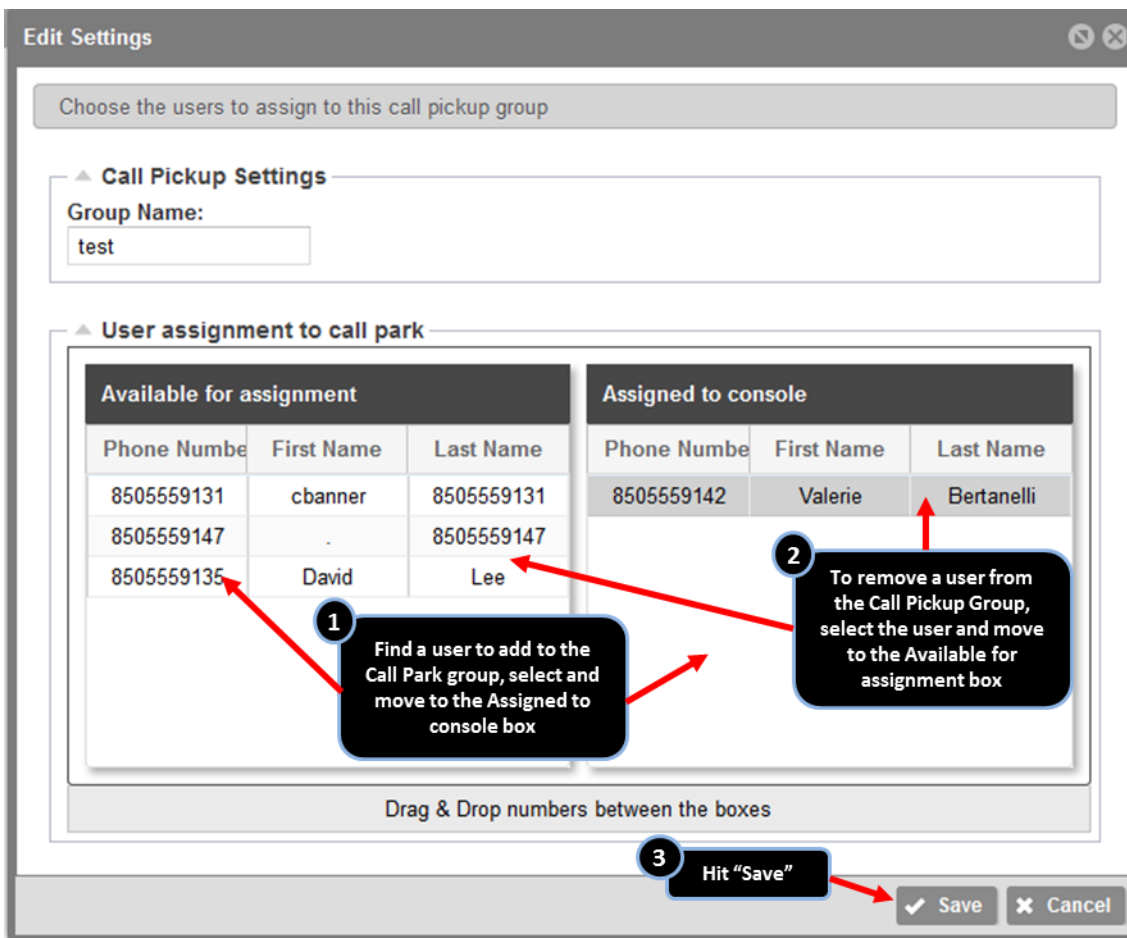 Edit Settings
Choose the users to assign to this call pickup group
Call Pickup Settings
Group Name:
test
User assignment to call park
Available for assignment
Phone Numbe First Name Last Name
8505559131 cbanner 8505559131
8505559147 . 8505559147
8505559135 David Lee
Assigned to console
Phone Numbe First Name Last Name
8505559142 Valerie Bertanelli
1
Find a user to add to the
Call Park group, select and
move to the Assigned to
console box
2
To remove a user from
the Call Pickup Group,
select the user and move
to the Available for
assignment box
Drag & Drop numbers between the boxes
3
Hit “Save”
Save Cancel